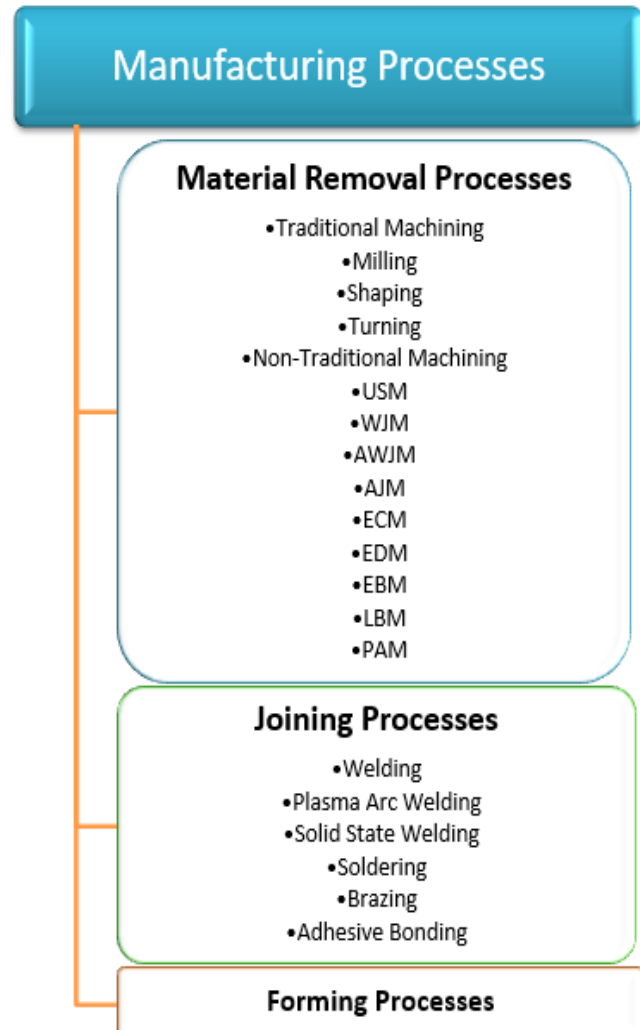 Manufacturing Processes
Material Removal Processes
•Traditional Machining
•Milling
•Shaping
•Turning
•Non-Traditional Machining
•USM
•WJM
•AWJM
•AJM
•ECM
•EDM
•EBM
•LBM
•PAM
Joining Processes
•Welding
•Plasma Arc Welding
•Solid State Welding
•Soldering
•Brazing
•Adhesive Bonding
Forming Processes